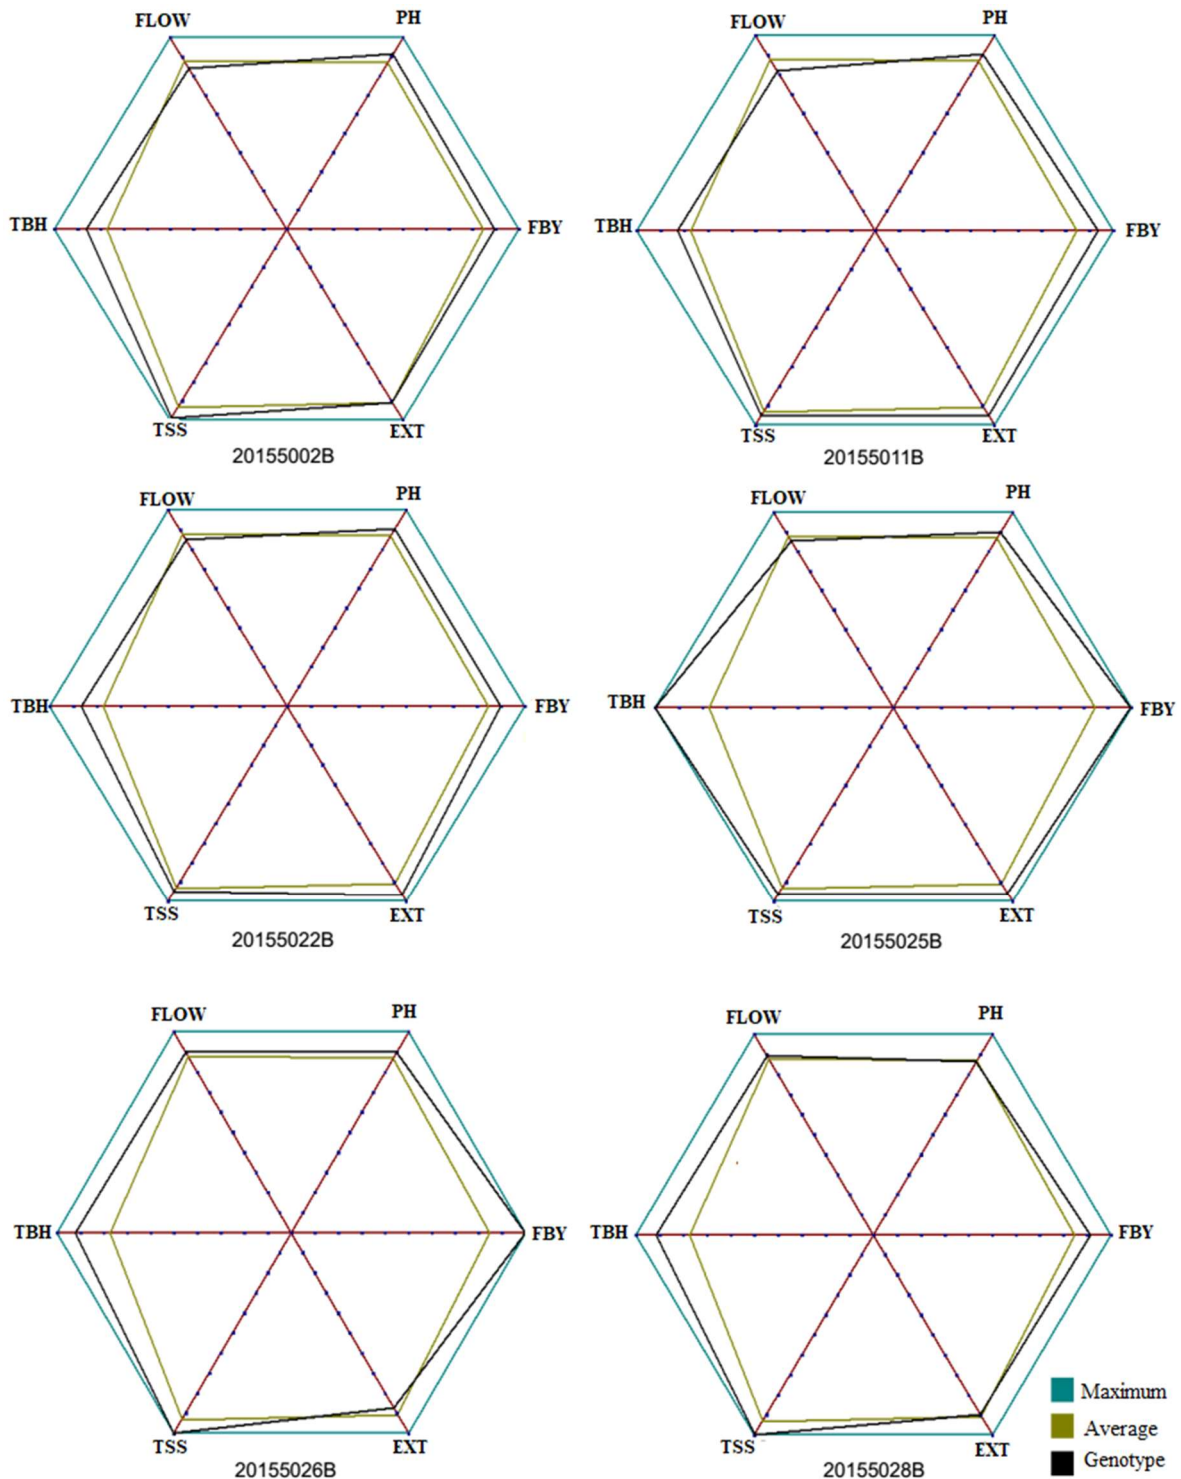 FLOW PH
TBH FBY
TSS EXT
20155002B
FLOW PH
TBH FBY
TSS EXT
20155011B
FLOW PH
TBH FBY
TSS EXT
20155022B
FLOW PH
TBH FBY
TSS EXT
20155025B
FLOW PH
TBH FBY
TSS EXT
20155026B
FLOW PH
TBH FBY
TSS EXT
20155028B
Maximum
Average
Genotype